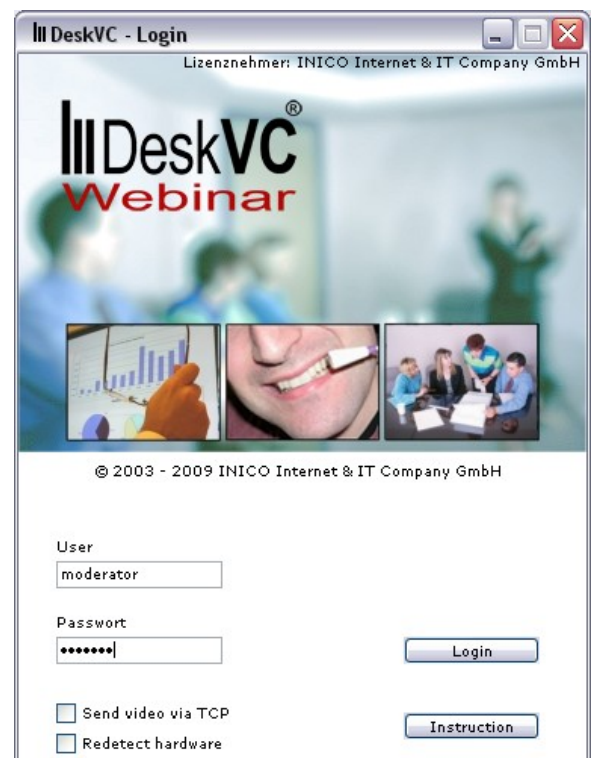 DeskVC - Login
Lizenznehmer: INICO Internet & IT Company GmbH
DeskVC®
Webinar
© 2003 - 2009 INICO Internet & IT Company GmbH
User
moderator
Passwort
•••••••
Login
Send video via TCP
Instruction
Redetect hardware